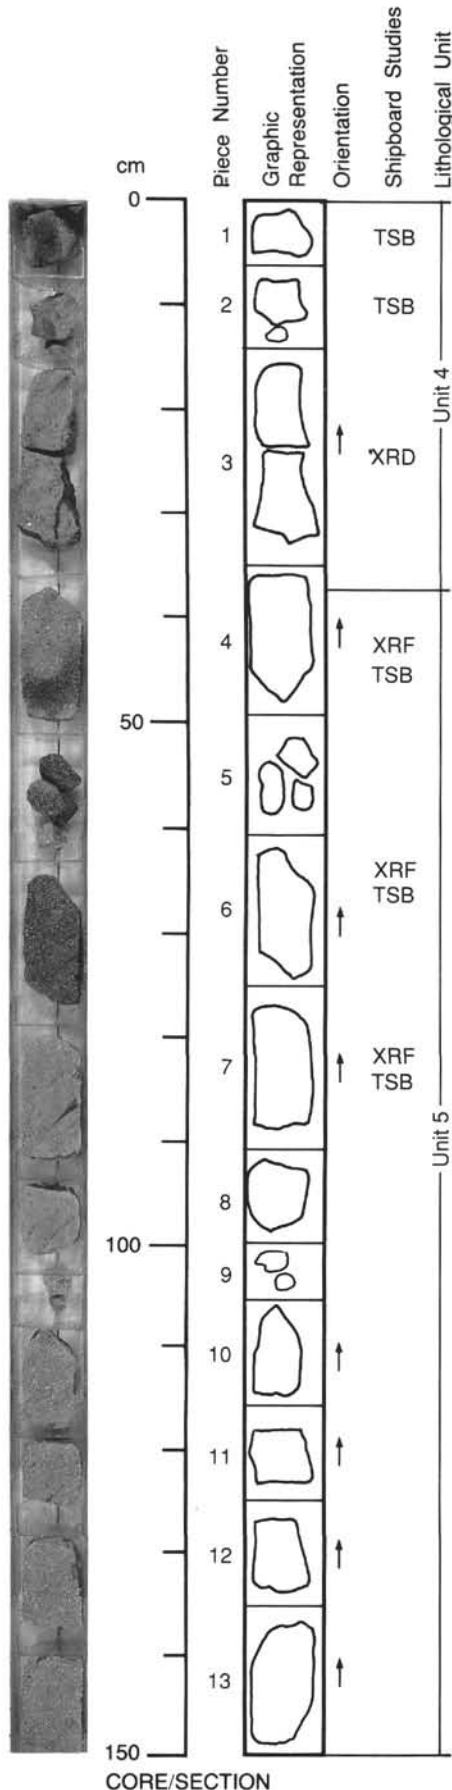 cm
Piece Number
Graphic
Representation
Orientation
Shipboard Studies
Lithological Unit
0
1
TSB
2
TSB
Unit 4
3
XRD
4
XRF
TSB
50
5
6
XRF
TSB
7
XRF
TSB
Unit 5
8
100
9
10
11
12
13
150
CORE/SECTION